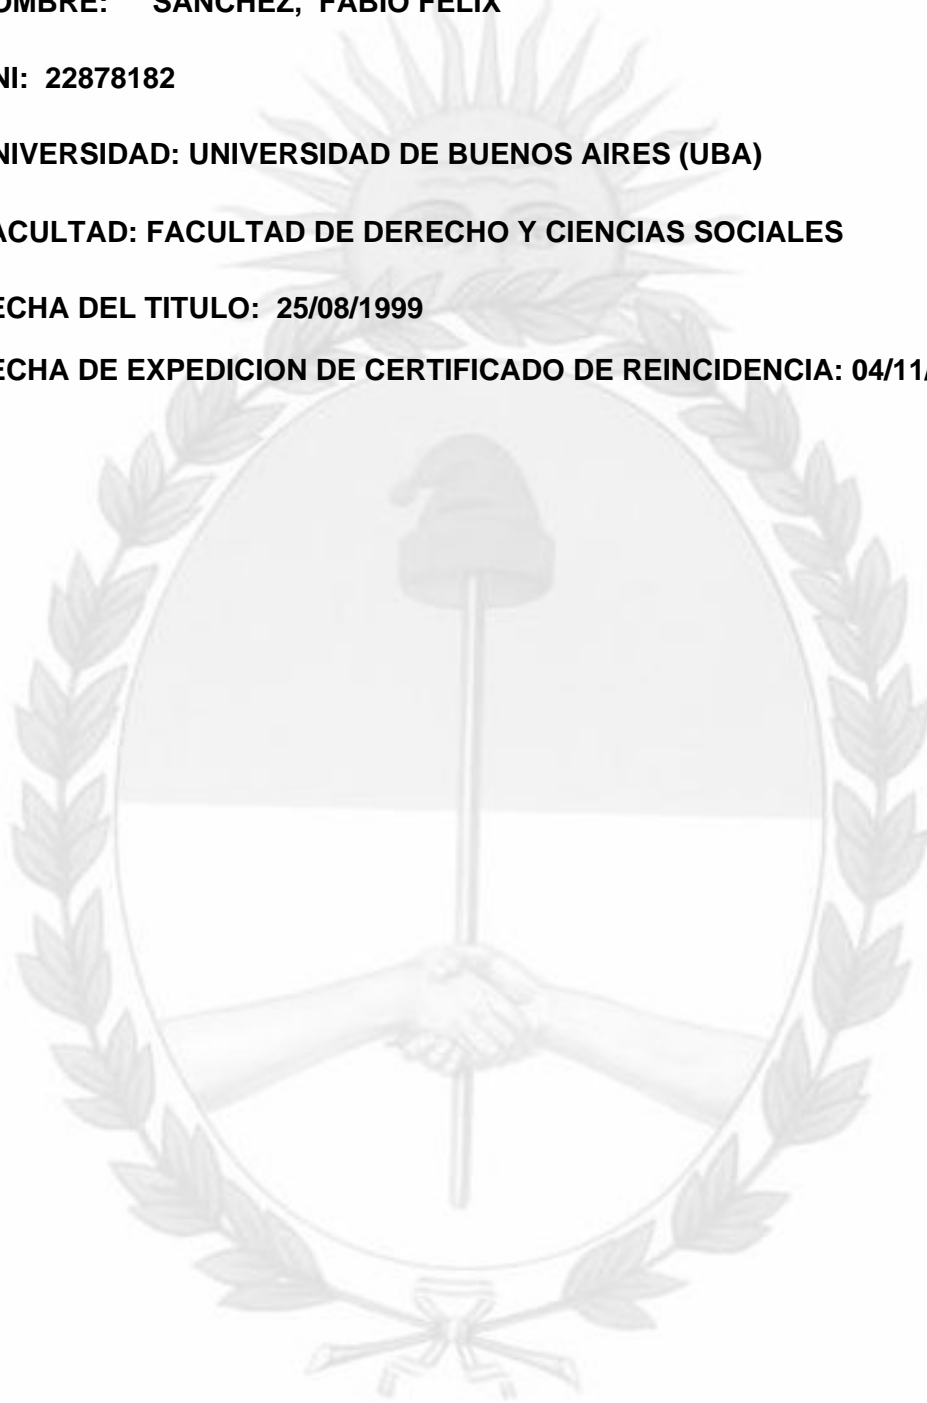 OMBRE: SANCHEZ, FABIO FELIX
NI: 22878182
NIVERSIDAD: UNIVERSIDAD DE BUENOS AIRES (UBA)
ACULTAD: FACULTAD DE DERECHO Y CIENCIAS SOCIALES
ECHA DEL TITULO: 25/08/1999
ECHA DE EXPEDICION DE CERTIFICADO DE REINCIDENCIA: 04/11/